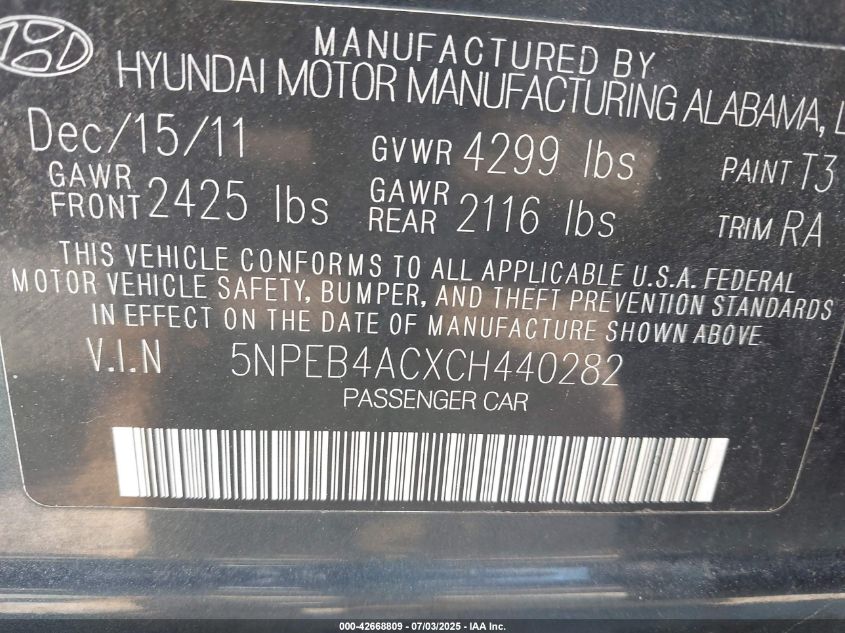 MANUFACTURED BY
HYUNDAI MOTOR MANUFACTURING ALABAMA,
Dec/15/11 GVWR 4299 lbs PAINT T3
GAWR FRONT 2425 lbs GAWR REAR 2116 lbs TRIM RA
THIS VEHICLE CONFORMS TO ALL APPLICABLE U.S.A. FEDERAL
MOTOR VEHICLE SAFETY, BUMPER, AND THEFT PREVENTION STANDARDS
IN EFFECT ON THE DATE OF MANUFACTURE SHOWN ABOVE
V.I.N 5NPEB4ACXCH440282
PASSENGER CAR
000-42668809 - 07/03/2025 - IAA Inc.